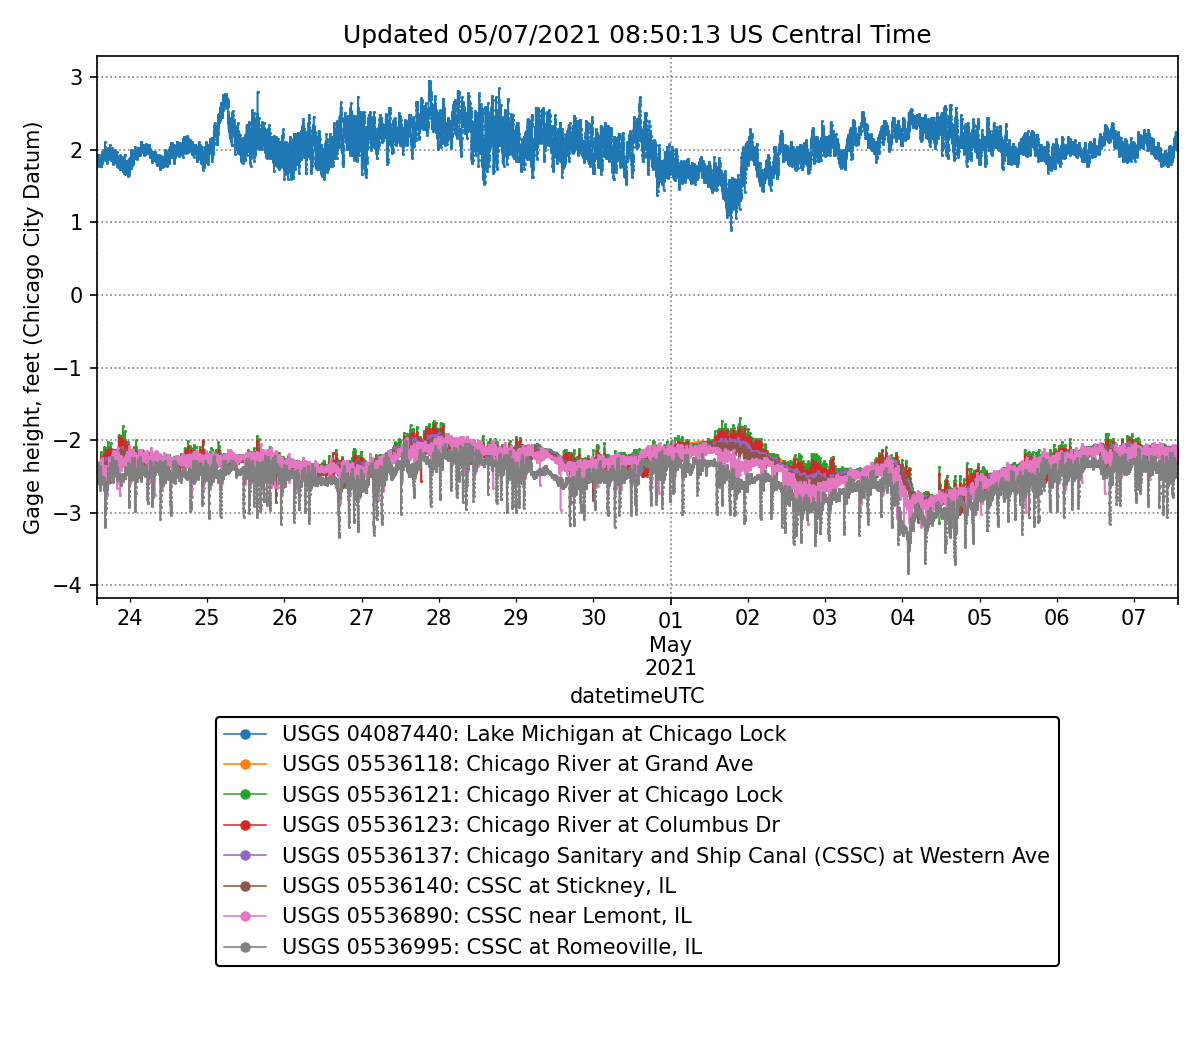 Updated 05/07/2021 08:50:13 US Central Time
Gage height, feet (Chicago City Datum)
3
2
1
0
−1
−2
−3
−4
24 25 26 27 28 29 30 01 02 03 04 05 06 07
May
2021
datetimeUTC
USGS 04087440: Lake Michigan at Chicago Lock
USGS 05536118: Chicago River at Grand Ave
USGS 05536121: Chicago River at Chicago Lock
USGS 05536123: Chicago River at Columbus Dr
USGS 05536137: Chicago Sanitary and Ship Canal (CSSC) at Western Ave
USGS 05536140: CSSC at Stickney, IL
USGS 05536890: CSSC near Lemont, IL
USGS 05536995: CSSC at Romeoville, IL